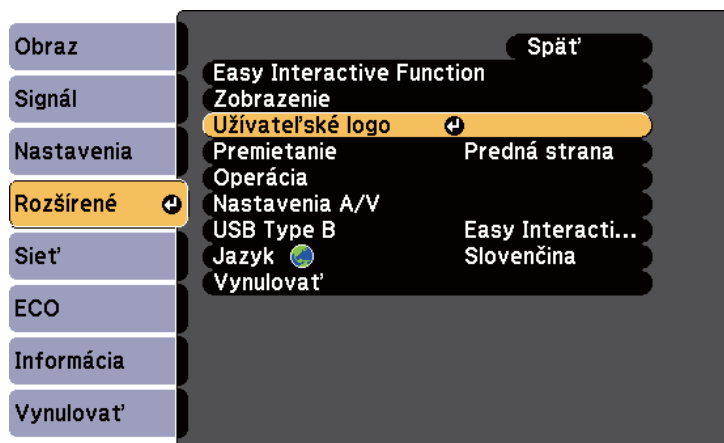 Obraz
Signál
Nastavenia
Rozšírené
Sieť
ECO
Informácia
Vynulovať
Späť
Easy Interactive Function
Zobrazenie
Užívateľské logo
Premietanie Predná strana
Operácia
Nastavenia A/V
USB Type B Easy Interacti...
Jazyk Slovenčina
Vynulovať